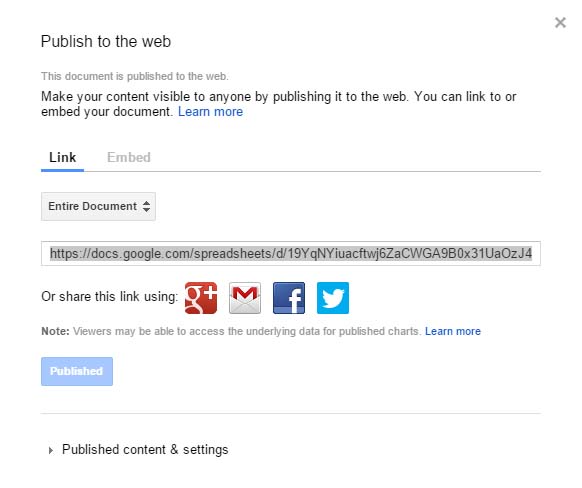 Publish to the web
This document is published to the web.
Make your content visible to anyone by publishing it to the web. You can link to or
embed your document. Learn more
Link Embed
Entire Document
https://docs.google.com/spreadsheets/d/19YqNYiuacftwj6ZaCWGA9B0x31UaOzJ4
Or share this link using: g+ M f
Note: Viewers may be able to access the underlying data for published charts. Learn more
Published
Published content & settings